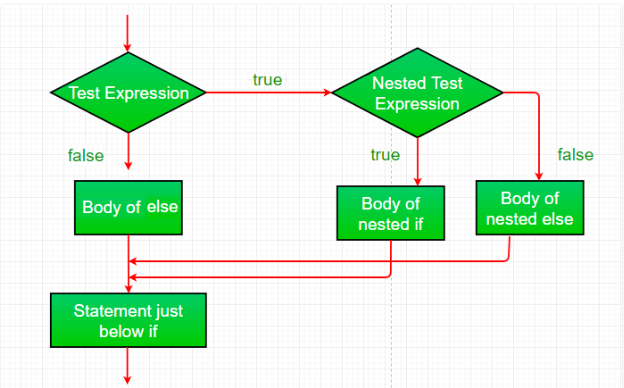 Test Expression
true
Nested Test
Expression
false
true
false
Body of else
Body of
nested if
Body of
nested else
Statement just
below if